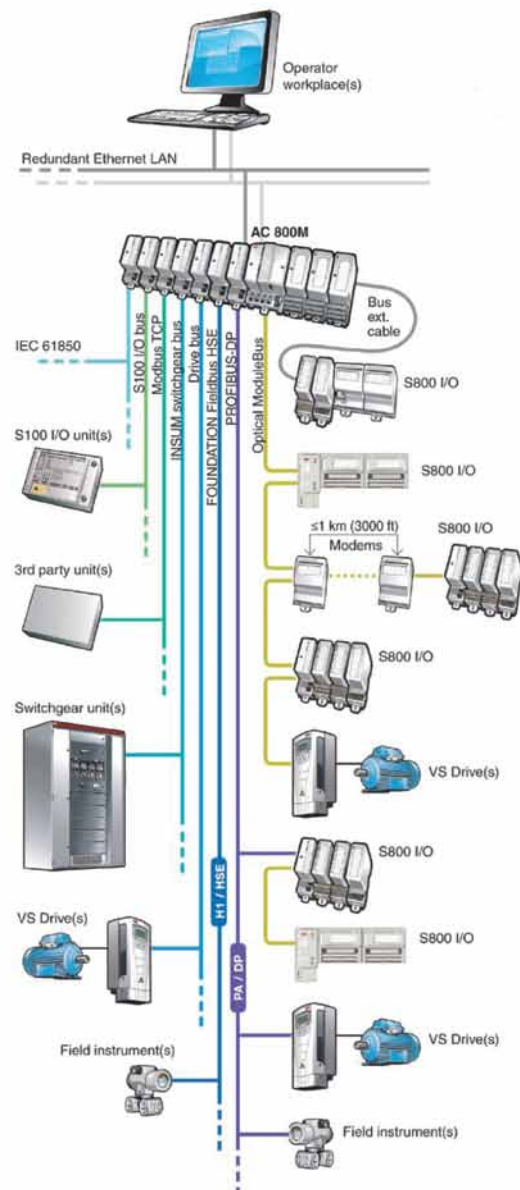 Operator
workplace(s)
Redundant Ethernet LAN
AC 800M
Bus
ext.
cable
IEC 61850
S100 I/O bus
Modbus TCP
INSUM switchgear bus
Drive bus
FOUNDATION Fieldbus HSE
PROFIBUS-DP
Optical ModuleBus
S800 I/O
S100 I/O unit(s)
S800 I/O
≤1 km (3000 ft)
Modems
S800 I/O
3rd party unit(s)
S800 I/O
Switchgear unit(s)
VS Drive(s)
S800 I/O
H1 / HSE
VS Drive(s)
S800 I/O
PA / DP
VS Drive(s)
Field instrument(s)
Field instrument(s)